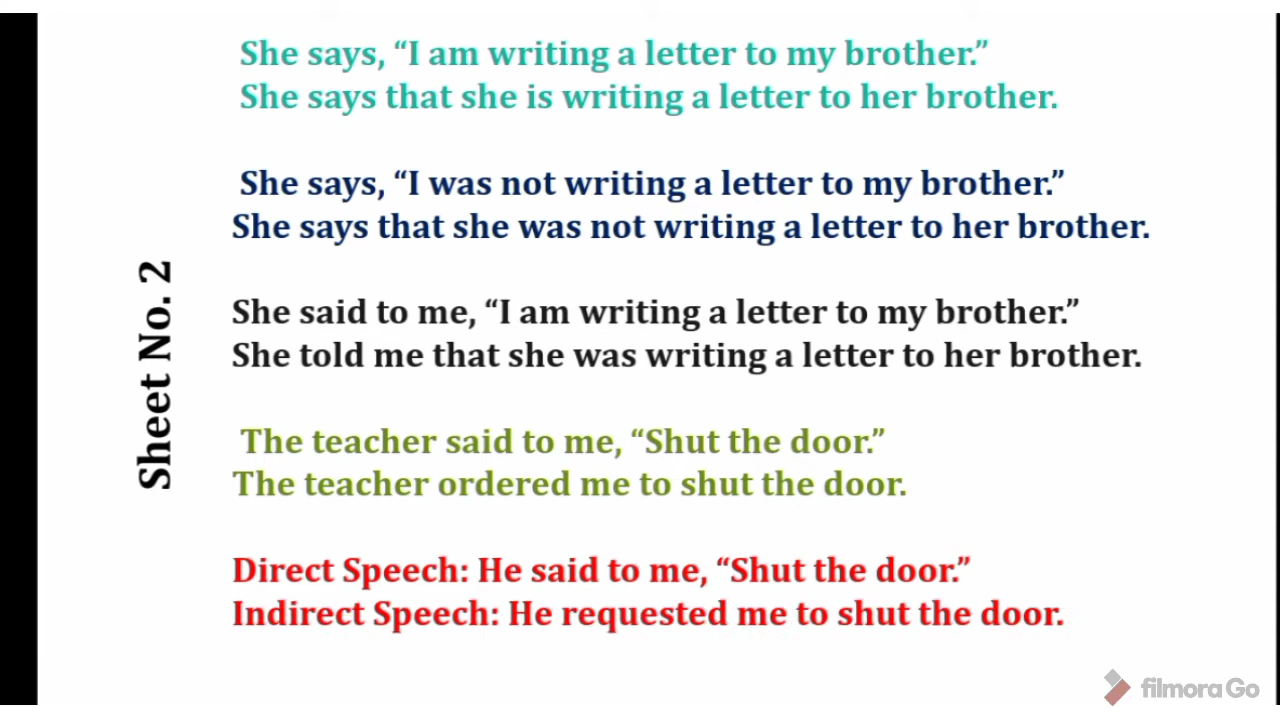 She says, “I am writing a letter to my brother.”
She says that she is writing a letter to her brother.
She says, “I was not writing a letter to my brother.”
She says that she was not writing a letter to her brother.
Sheet No. 2
She said to me, “I am writing a letter to my brother.”
She told me that she was writing a letter to her brother.
The teacher said to me, “Shut the door.”
The teacher ordered me to shut the door.
Direct Speech: He said to me, “Shut the door.”
Indirect Speech: He requested me to shut the door.
filmoraGo